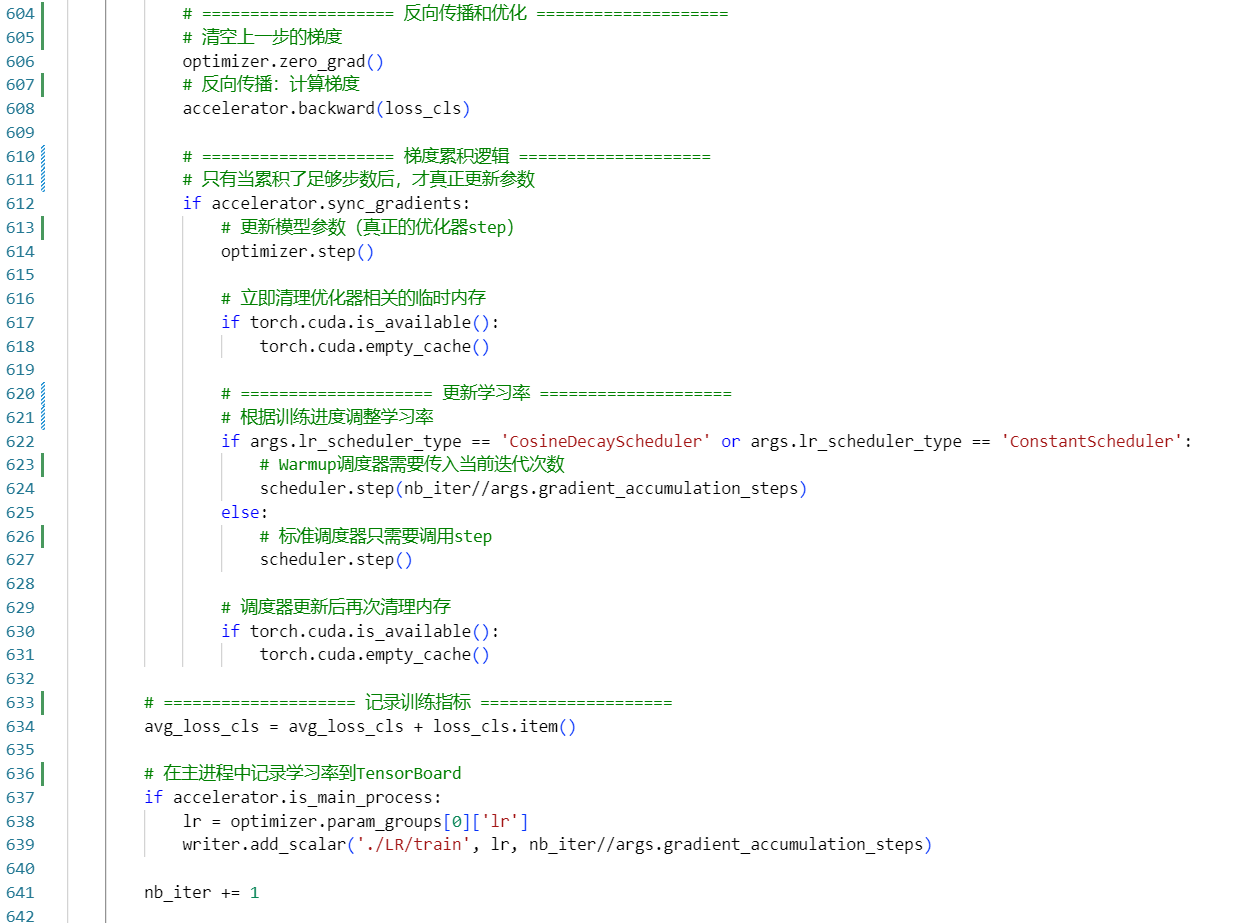 604 # ==================== 反向传播和优化 ====================
605 # 清空上一步的梯度
606 optimizer.zero_grad()
607 # 反向传播：计算梯度
608 accelerator.backward(loss_cls)
609
610 # ==================== 梯度累积逻辑 ====================
611 # 只有当累积了足够步数后，才真正更新参数
612 if accelerator.sync_gradients:
613 # 更新模型参数（真正的优化器step）
614 optimizer.step()
615
616 # 立即清理优化器相关的临时内存
617 if torch.cuda.is_available():
618 torch.cuda.empty_cache()
619
620 # ==================== 更新学习率 ====================
621 # 根据训练进度调整学习率
622 if args.lr_scheduler_type == 'CosineDecayScheduler' or args.lr_scheduler_type == 'ConstantScheduler':
623 # Warmup调度器需要传入当前迭代次数
624 scheduler.step(nb_iter//args.gradient_accumulation_steps)
625 else:
626 # 标准调度器只需要调用step
627 scheduler.step()
628
629 # 调度器更新后再次清理内存
630 if torch.cuda.is_available():
631 torch.cuda.empty_cache()
632
633 # ==================== 记录训练指标 ====================
634 avg_loss_cls = avg_loss_cls + loss_cls.item()
635
636 # 在主进程中记录学习率到TensorBoard
637 if accelerator.is_main_process:
638 lr = optimizer.param_groups[0]['lr']
639 writer.add_scalar('./LR/train', lr, nb_iter//args.gradient_accumulation_steps)
640
641 nb_iter += 1
642